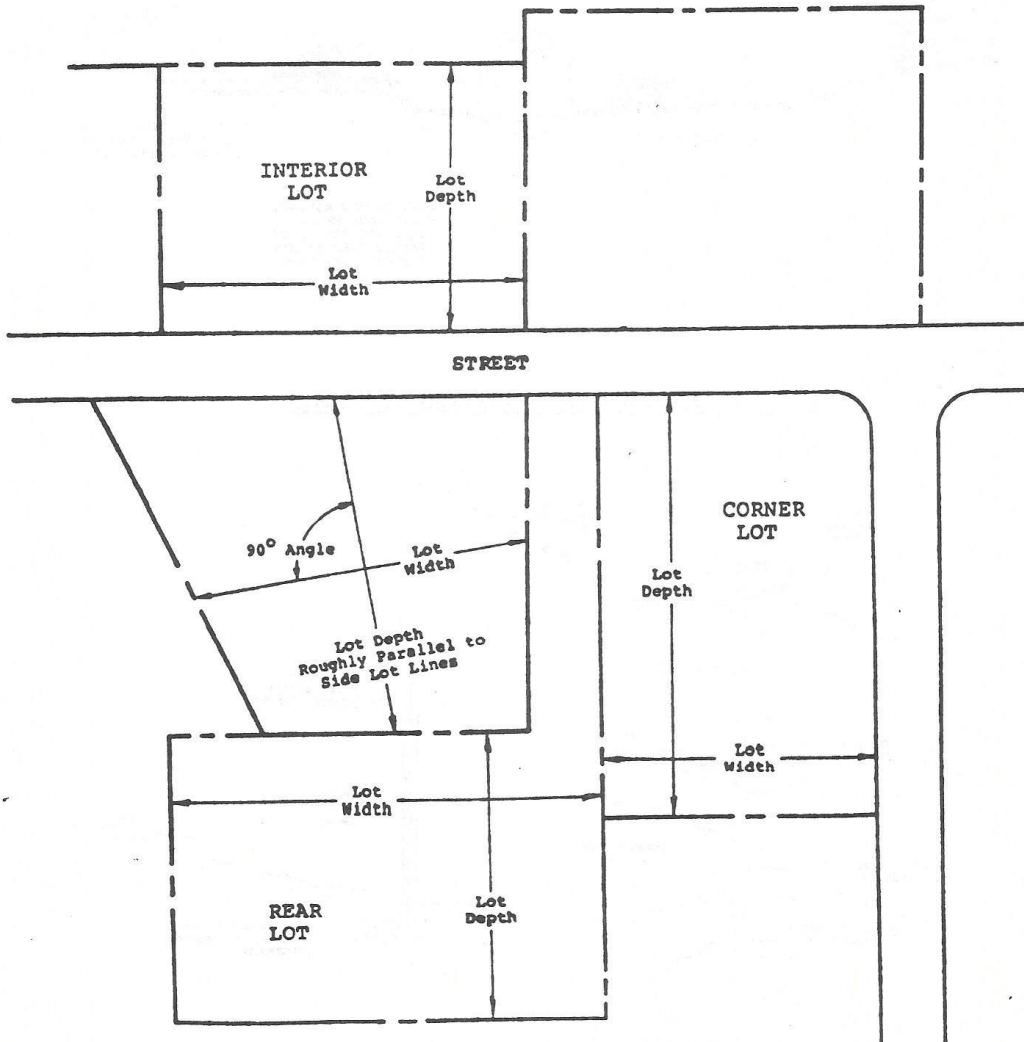 INTERIOR
LOT
Lot
Depth
Lot
Width
STREET
90° Angle
Lot
Width
Lot Depth
Roughly Parallel to
Side Lot Lines
CORNER
LOT
Lot
Depth
Lot
Width
Lot
Width
REAR
LOT
Lot
Depth